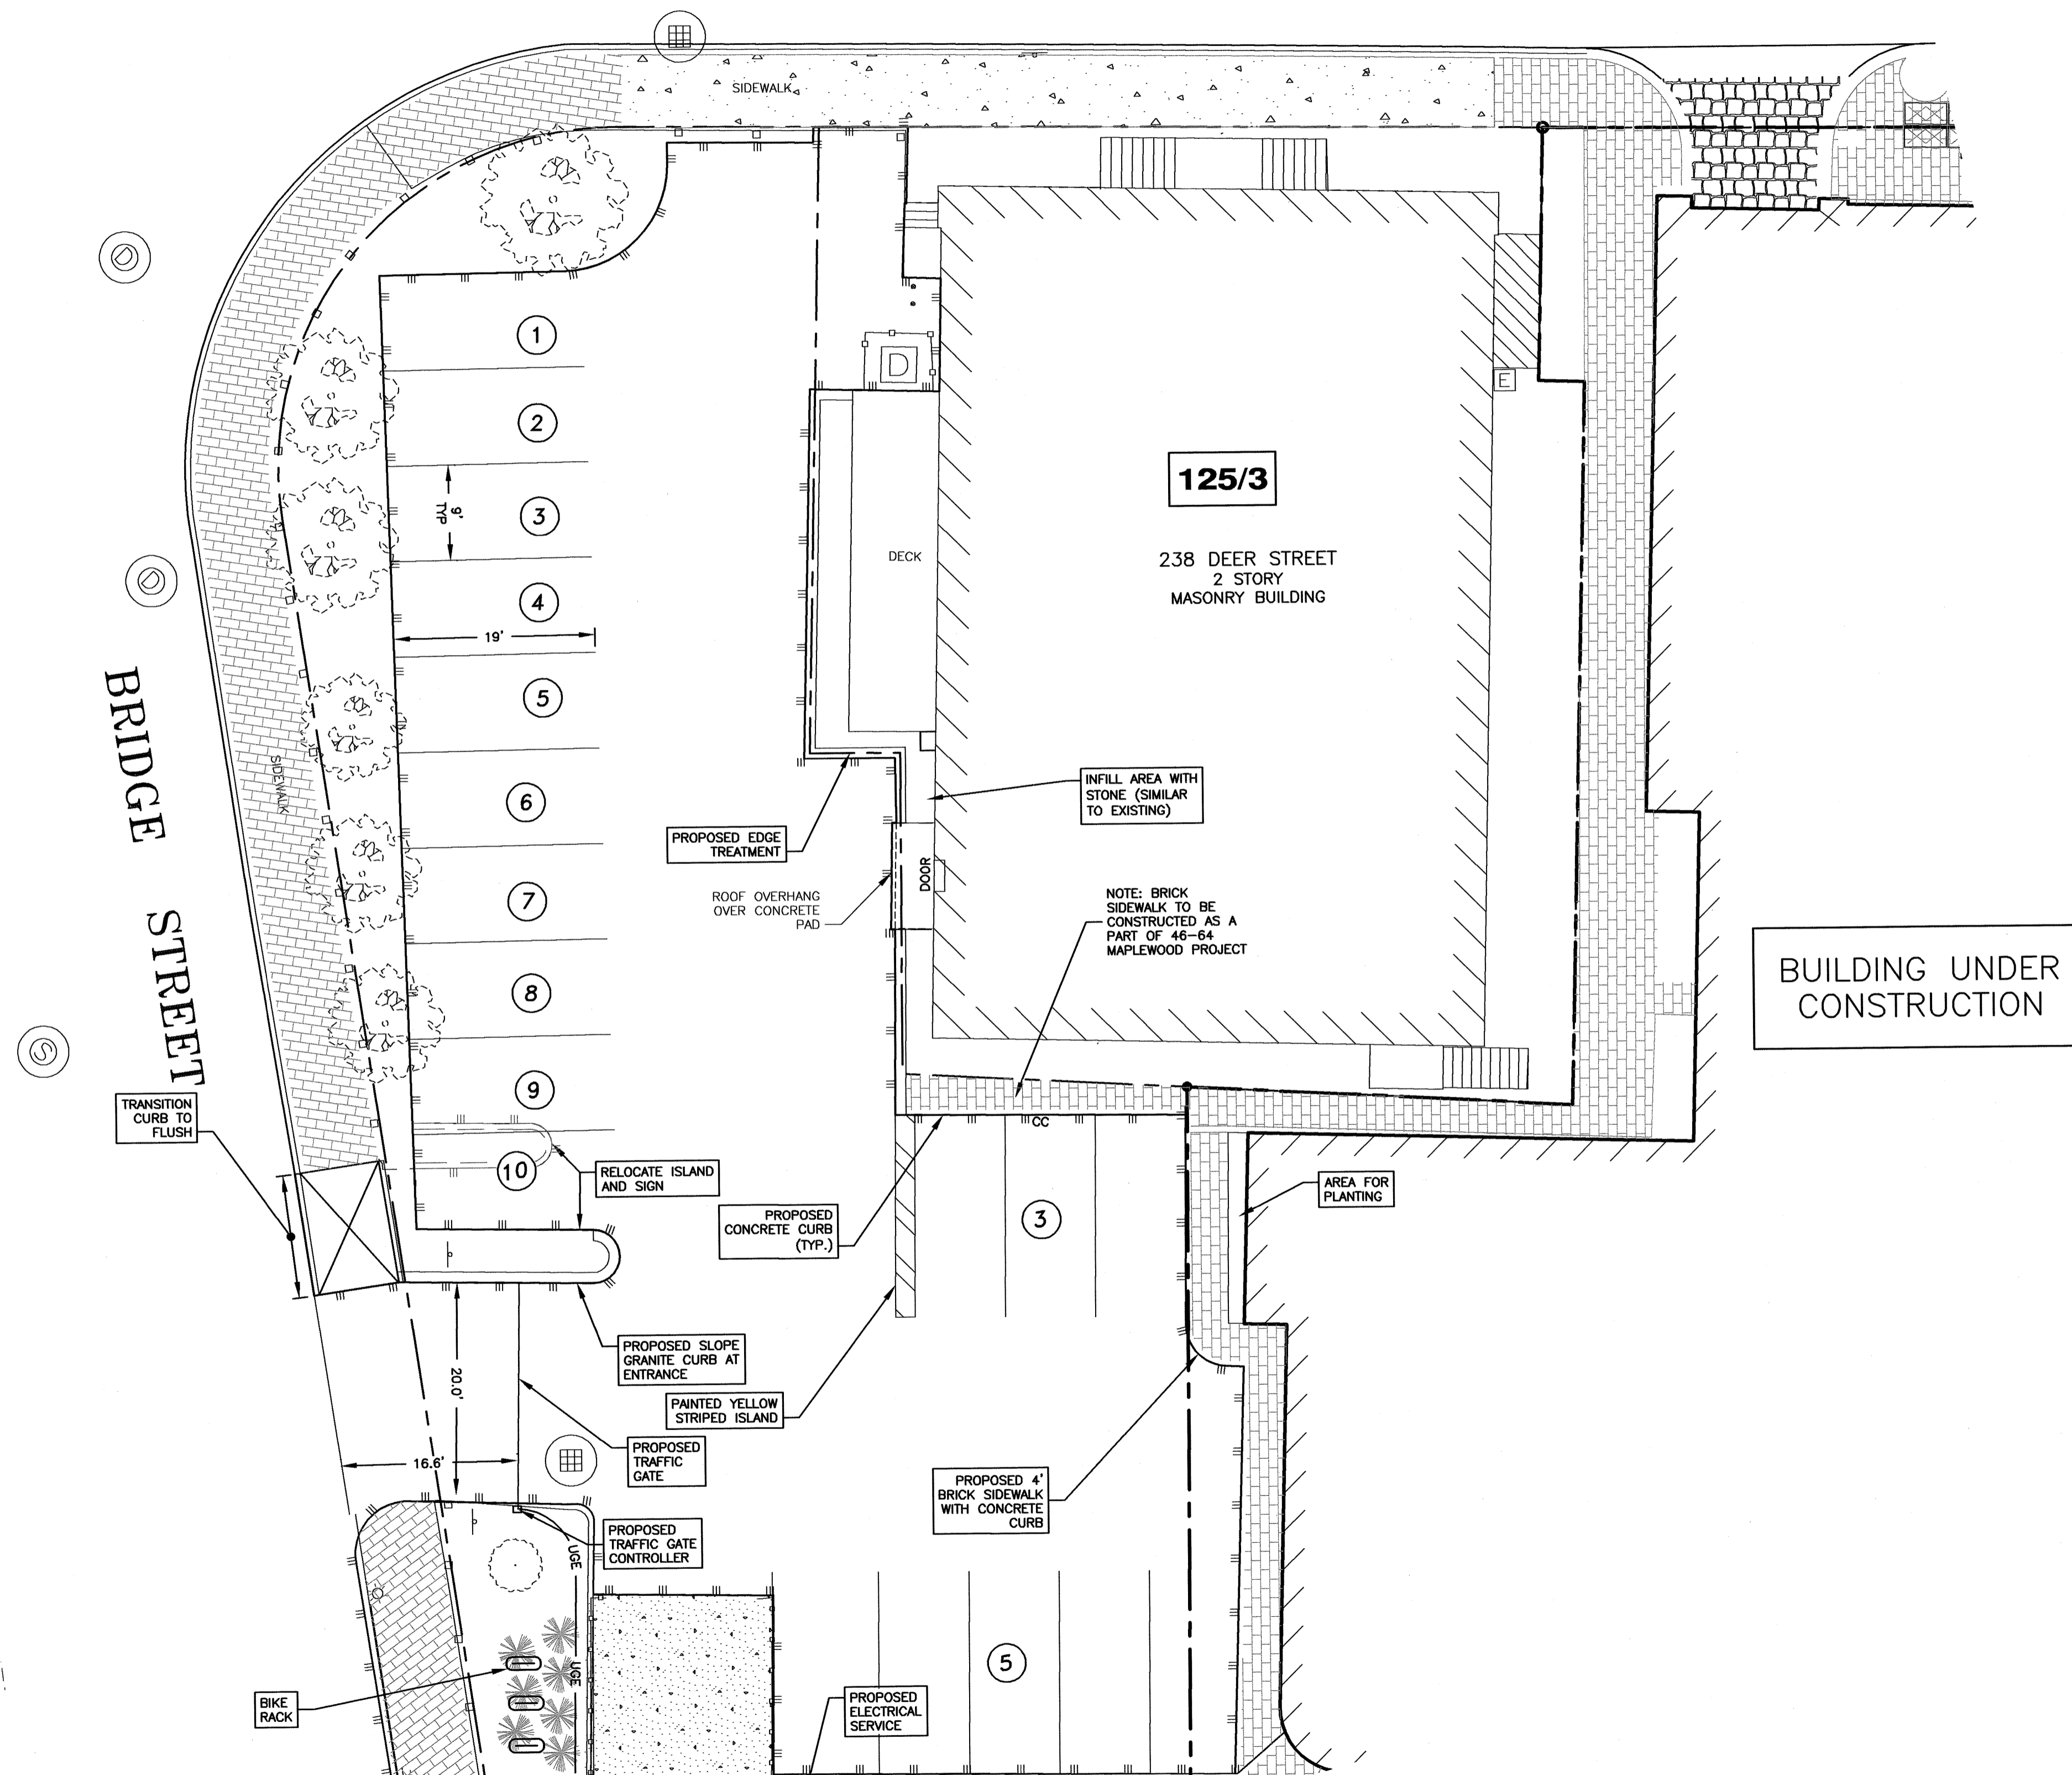 SIDEWALK
D
1
2
9'
TYP
3
4
19'
5
6
7
8
9
10
D
E
125/3
238 DEER STREET
2 STORY
MASONRY BUILDING
DECK
D
D
S
BRIDGE STREET
SIDEWALK
INFILL AREA WITH
STONE (SIMILAR
TO EXISTING)
PROPOSED EDGE
TREATMENT
ROOF OVERHANG
OVER CONCRETE
PAD
DOOR
NOTE: BRICK
SIDEWALK TO BE
CONSTRUCTED AS A
PART OF 46-64
MAPLEWOOD PROJECT
BUILDING UNDER
CONSTRUCTION
TRANSITION
CURB TO
FLUSH
RELOCATE ISLAND
AND SIGN
CC
PROPOSED
CONCRETE CURB
(TYP.)
3
AREA FOR
PLANTING
PROPOSED SLOPE
GRANITE CURB AT
ENTRANCE
20.0'
PAINTED YELLOW
STRIPED ISLAND
16.6'
PROPOSED
TRAFFIC
GATE
PROPOSED 4'
BRICK SIDEWALK
WITH CONCRETE
CURB
PROPOSED
TRAFFIC GATE
CONTROLLER
UGE
UGE
5
BIKE
RACK
PROPOSED
ELECTRICAL
SERVICE